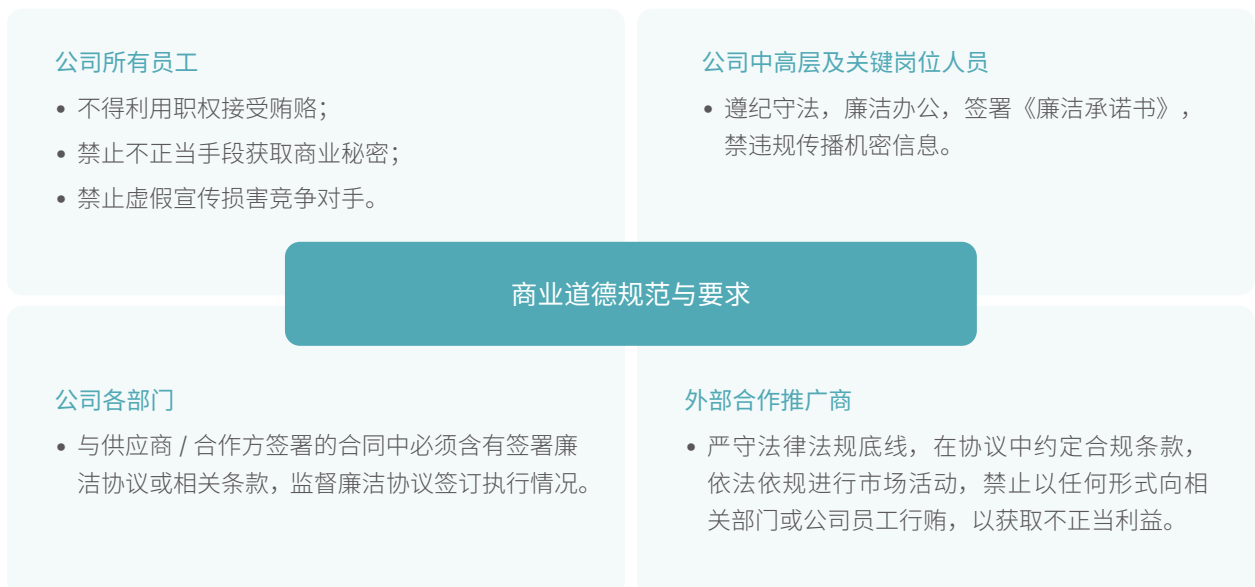 公司所有员工
• 不得利用职权接受贿赂；
• 禁止不正当手段获取商业秘密；
• 禁止虚假宣传损害竞争对手。
公司中高层及关键岗位人员
• 遵纪守法，廉洁办公，签署《廉洁承诺书》，
禁违规传播机密信息。
商业道德规范与要求
公司各部门
• 与供应商 / 合作方签署的合同中必须含有签署廉
洁协议或相关条款，监督廉洁协议签订执行情况。
外部合作推广商
• 严守法律法规底线，在协议中约定合规条款，
依法依规进行市场活动，禁止以任何形式向相
关部门或公司员工行贿，以获取不正当利益。